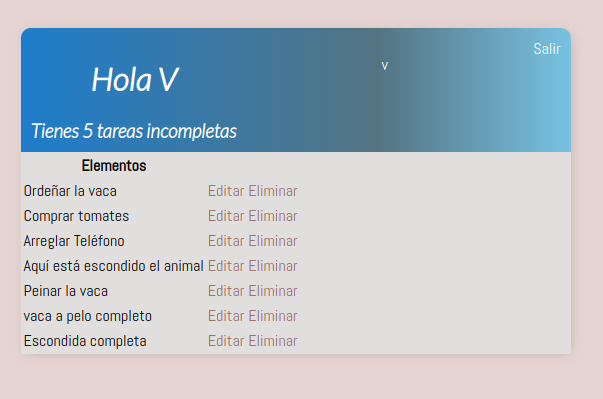 Salir
v
Hola V
Tienes 5 tareas incompletas
Elementos
Ordeñar la vaca Editar Eliminar
Comprar tomates Editar Eliminar
Arreglar Teléfono Editar Eliminar
Aquí está escondido el animal Editar Eliminar
Peinar la vaca Editar Eliminar
vaca a pelo completo Editar Eliminar
Escondida completa Editar Eliminar